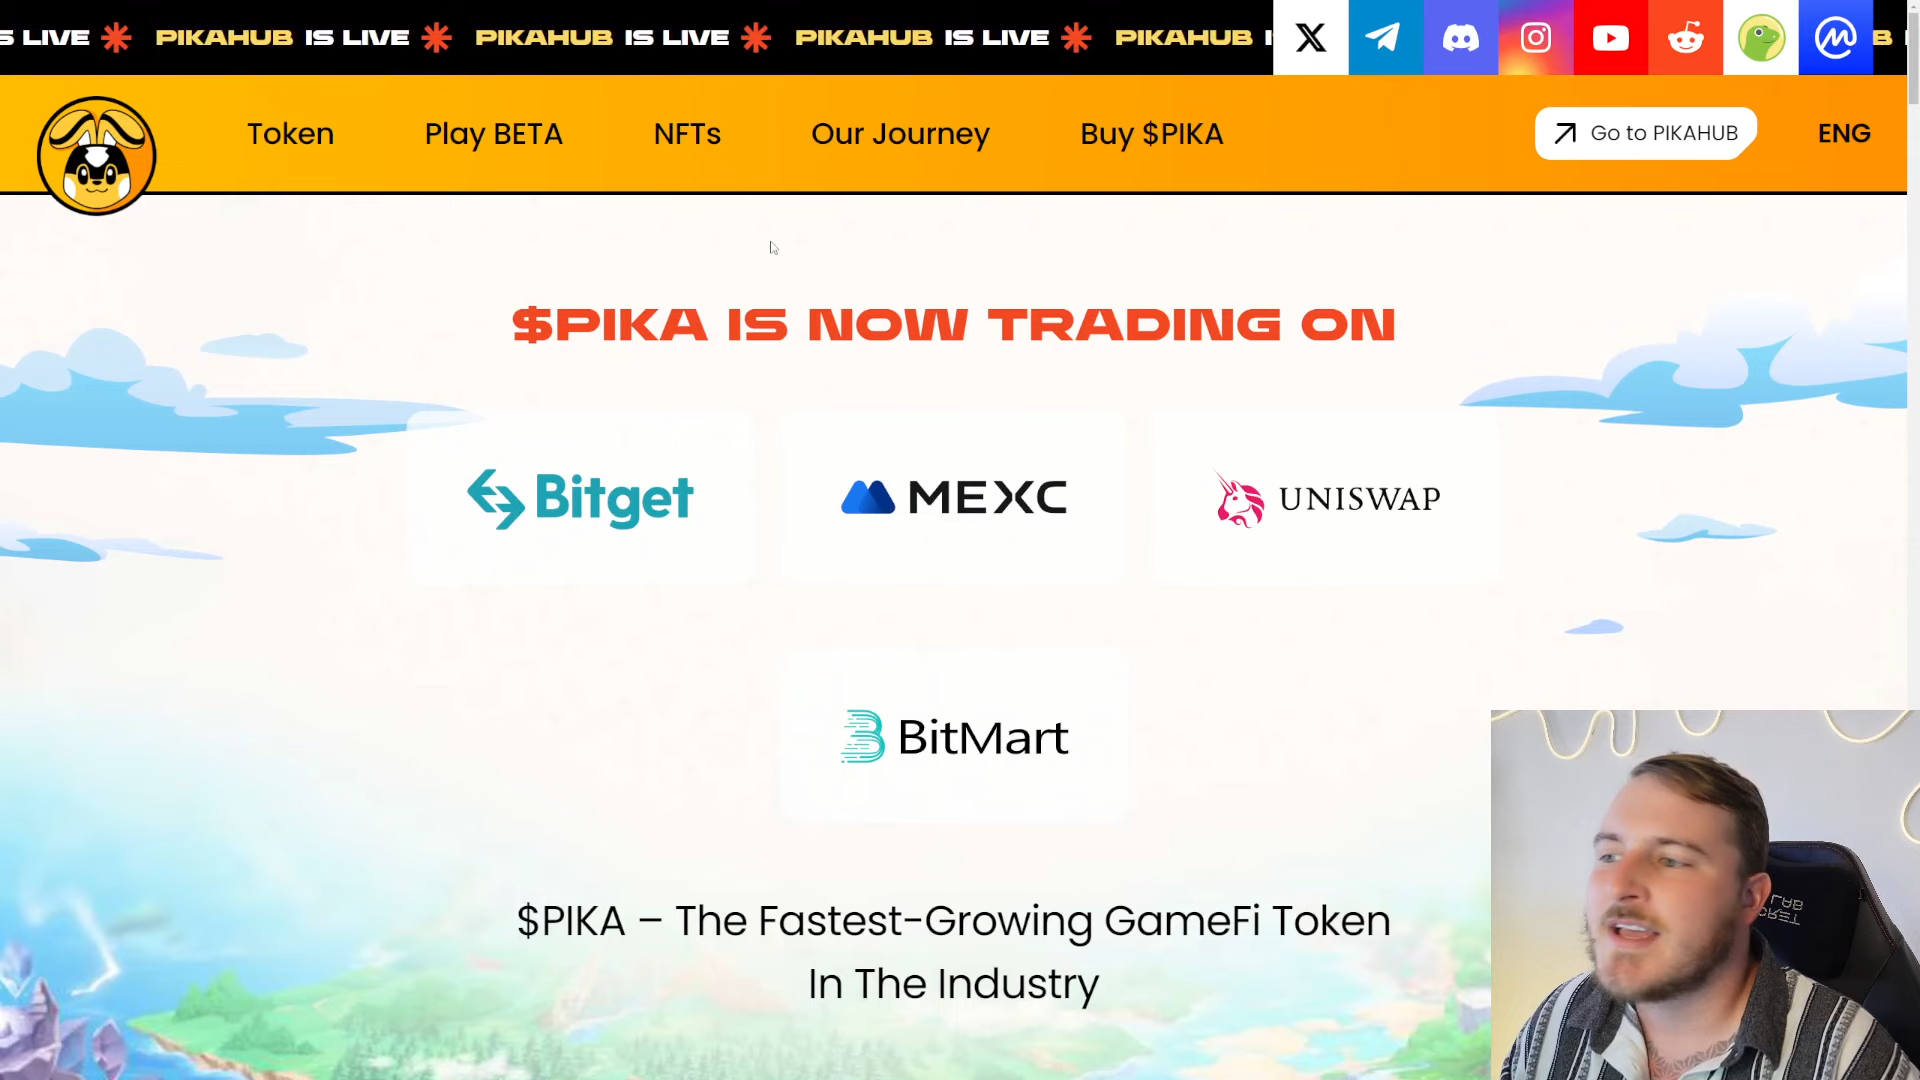 S LIVE PIKAHUB IS LIVE PIKAHUB IS LIVE PIKAHUB IS LIVE PIKAHUB
Token Play BETA NFTs Our Journey Buy $PIKA Go to PIKAHUB ENG
$PIKA IS NOW TRADING ON
Bitget MEXC UNISWAP
BitMart
$PIKA – The Fastest-Growing GameFi Token
In The Industry